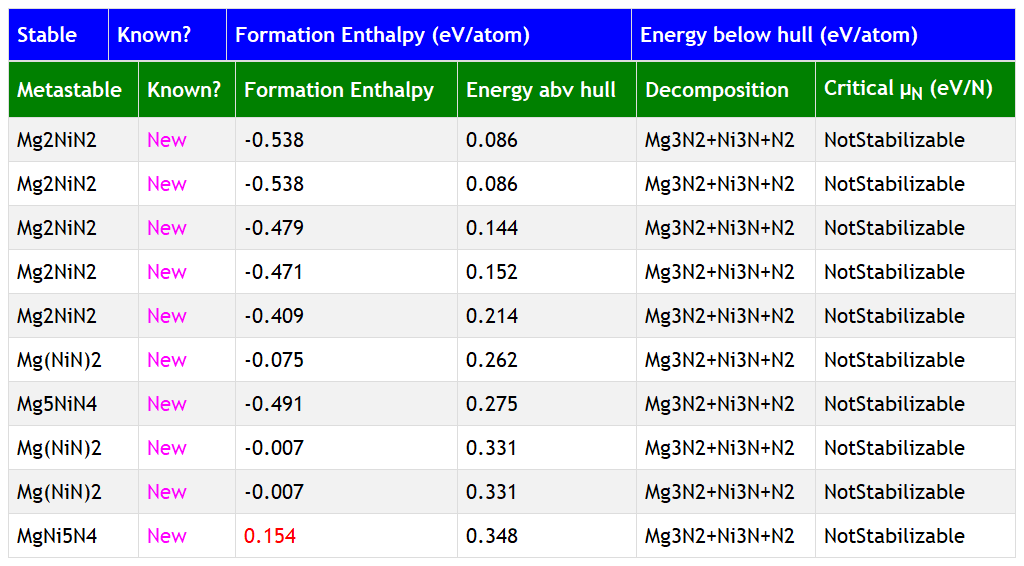 Stable Known? Formation Enthalpy (eV/atom) Energy below hull (eV/atom)
Metastable Known? Formation Enthalpy Energy abv hull Decomposition Critical μN (eV/N)
Mg2NiN2 New -0.538 0.086 Mg3N2+Ni3N+N2 NotStabilizable
Mg2NiN2 New -0.538 0.086 Mg3N2+Ni3N+N2 NotStabilizable
Mg2NiN2 New -0.479 0.144 Mg3N2+Ni3N+N2 NotStabilizable
Mg2NiN2 New -0.471 0.152 Mg3N2+Ni3N+N2 NotStabilizable
Mg2NiN2 New -0.409 0.214 Mg3N2+Ni3N+N2 NotStabilizable
Mg(NiN)2 New -0.075 0.262 Mg3N2+Ni3N+N2 NotStabilizable
Mg5NiN4 New -0.491 0.275 Mg3N2+Ni3N+N2 NotStabilizable
Mg(NiN)2 New -0.007 0.331 Mg3N2+Ni3N+N2 NotStabilizable
Mg(NiN)2 New -0.007 0.331 Mg3N2+Ni3N+N2 NotStabilizable
MgNi5N4 New 0.154 0.348 Mg3N2+Ni3N+N2 NotStabilizable